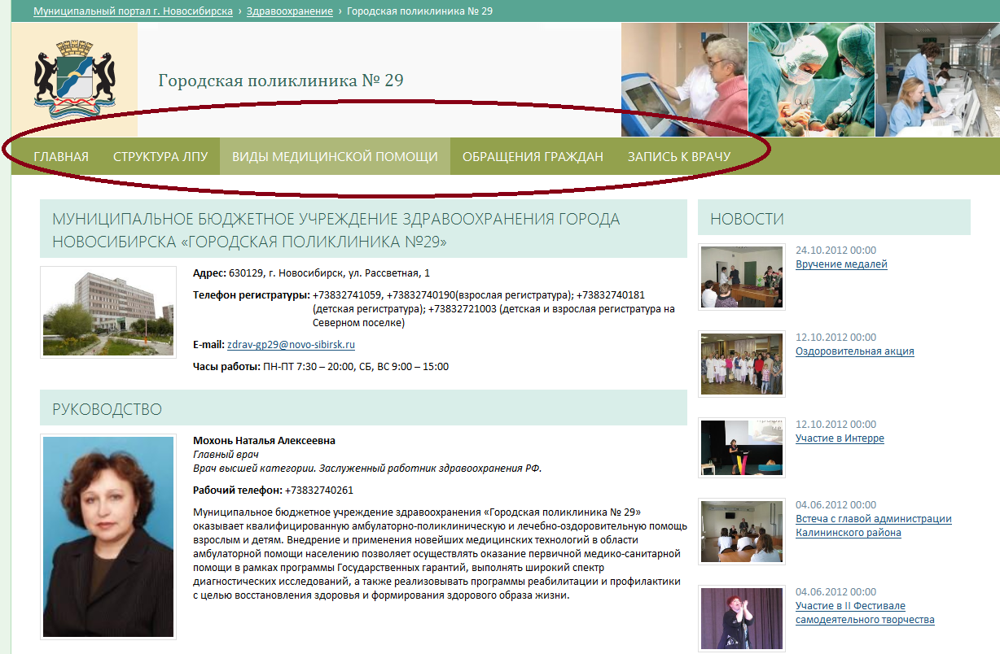 Муниципальный портал г. Новосибирска › Здравоохранение › Городская поликлиника № 29
Городская поликлиника № 29
ГЛАВНАЯ СТРУКТУРА ЛПУ ВИДЫ МЕДИЦИНСКОЙ ПОМОЩИ ОБРАЩЕНИЯ ГРАЖДАН ЗАПИСЬ К ВРАЧУ
МУНИЦИПАЛЬНОЕ БЮДЖЕТНОЕ УЧРЕЖДЕНИЕ ЗДРАВООХРАНЕНИЯ ГОРОДА
НОВОСИБИРСКА «ГОРОДСКАЯ ПОЛИКЛИНИКА №29»
Адрес: 630129, г. Новосибирск, ул. Рассветная, 1
Телефон регистратуры: +73832741059, +73832740190(взрослая регистратура); +73832740181
(детская регистратура); +73832721003 (детская и взрослая регистратура на
Северном поселке)
E-mail: zdrav-gp29@novo-sibirsk.ru
Часы работы: ПН-ПТ 7:30 – 20:00, СБ, ВС 9:00 – 15:00
РУКОВОДСТВО
Мохонь Наталья Алексеевна
Главный врач
Врач высшей категории. Заслуженный работник здравоохранения РФ.
Рабочий телефон: +73832740261
Муниципальное бюджетное учреждение здравоохранения «Городская поликлиника № 29»
оказывает квалифицированную амбулаторно-поликлиническую и лечебно-оздоровительную помощь
взрослым и детям. Внедрение и применения новейших медицинских технологий в области
амбулаторной помощи населению позволяет осуществлять оказание первичной медико-санитарной
помощи в рамках программы Государственных гарантий, выполнять широкий спектр
диагностических исследований, а также реализовывать программы реабилитации и профилактики
с целью восстановления здоровья и формирования здорового образа жизни.
НОВОСТИ
24.10.2012 00:00
Вручение медалей
12.10.2012 00:00
Оздоровительная акция
12.10.2012 00:00
Участие в Интерре
04.06.2012 00:00
Встеча с главой администрации
Калининского района
04.06.2012 00:00
Участие в II Фестивале
самодеятельного творчества